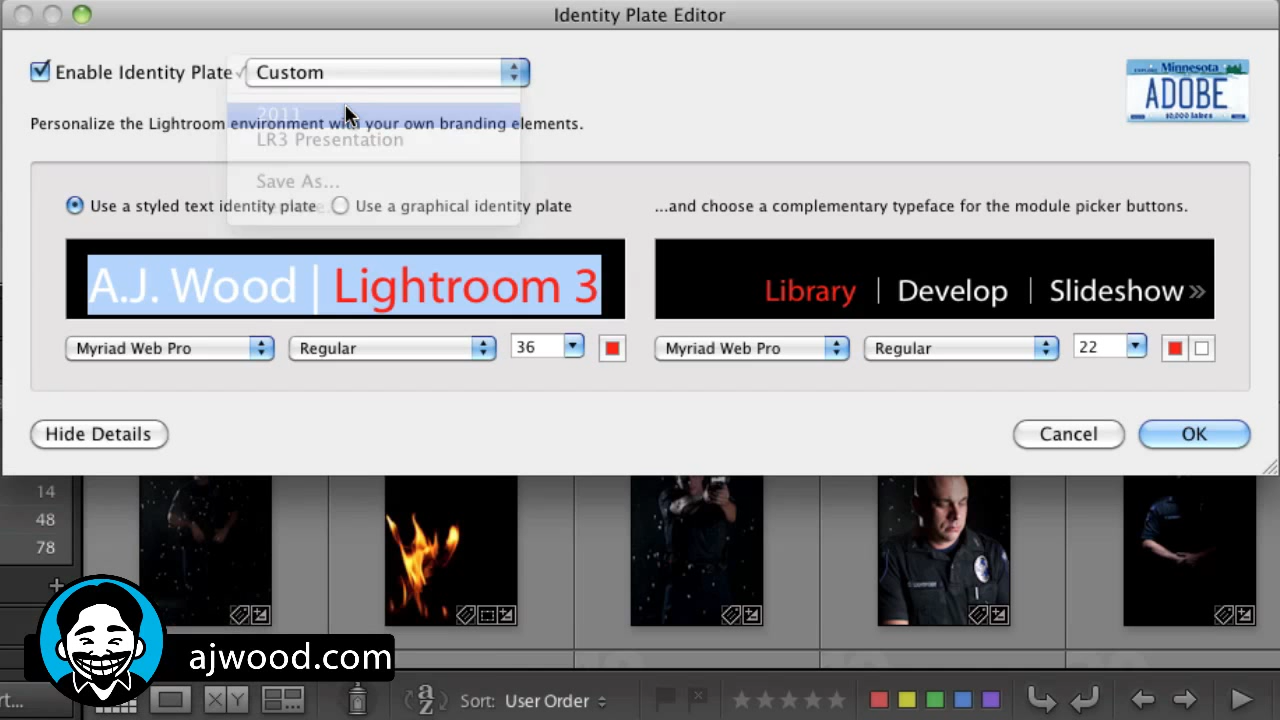 Identity Plate Editor
Enable Identity Plate ✓ Custom
2011
LR3 Presentation
Save As...
Personalize the Lightroom environment with your own branding elements.
Minnesota
ADOBE
10,000 lakes
Use a styled text identity plate
Use a graphical identity plate
...and choose a complementary typeface for the module picker buttons.
A.J. Wood | Lightroom 3
Library | Develop | Slideshow »
Myriad Web Pro Regular 36
Myriad Web Pro Regular 22
Hide Details
Cancel
OK
14
48
78
ajwood.com
Sort: User Order